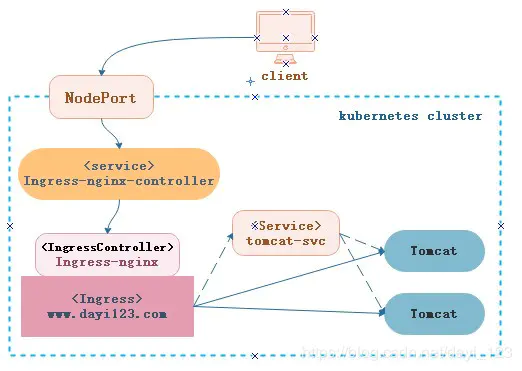 client
NodePort
kubernetes cluster
<service>
Ingress-nginx-controller
<IngressController>
Ingress-nginx
<Service>
tomcat-svc
Tomcat
<Ingress>
www.dayi123.com
Tomcat
https://blog.csdn.net/dayi_123